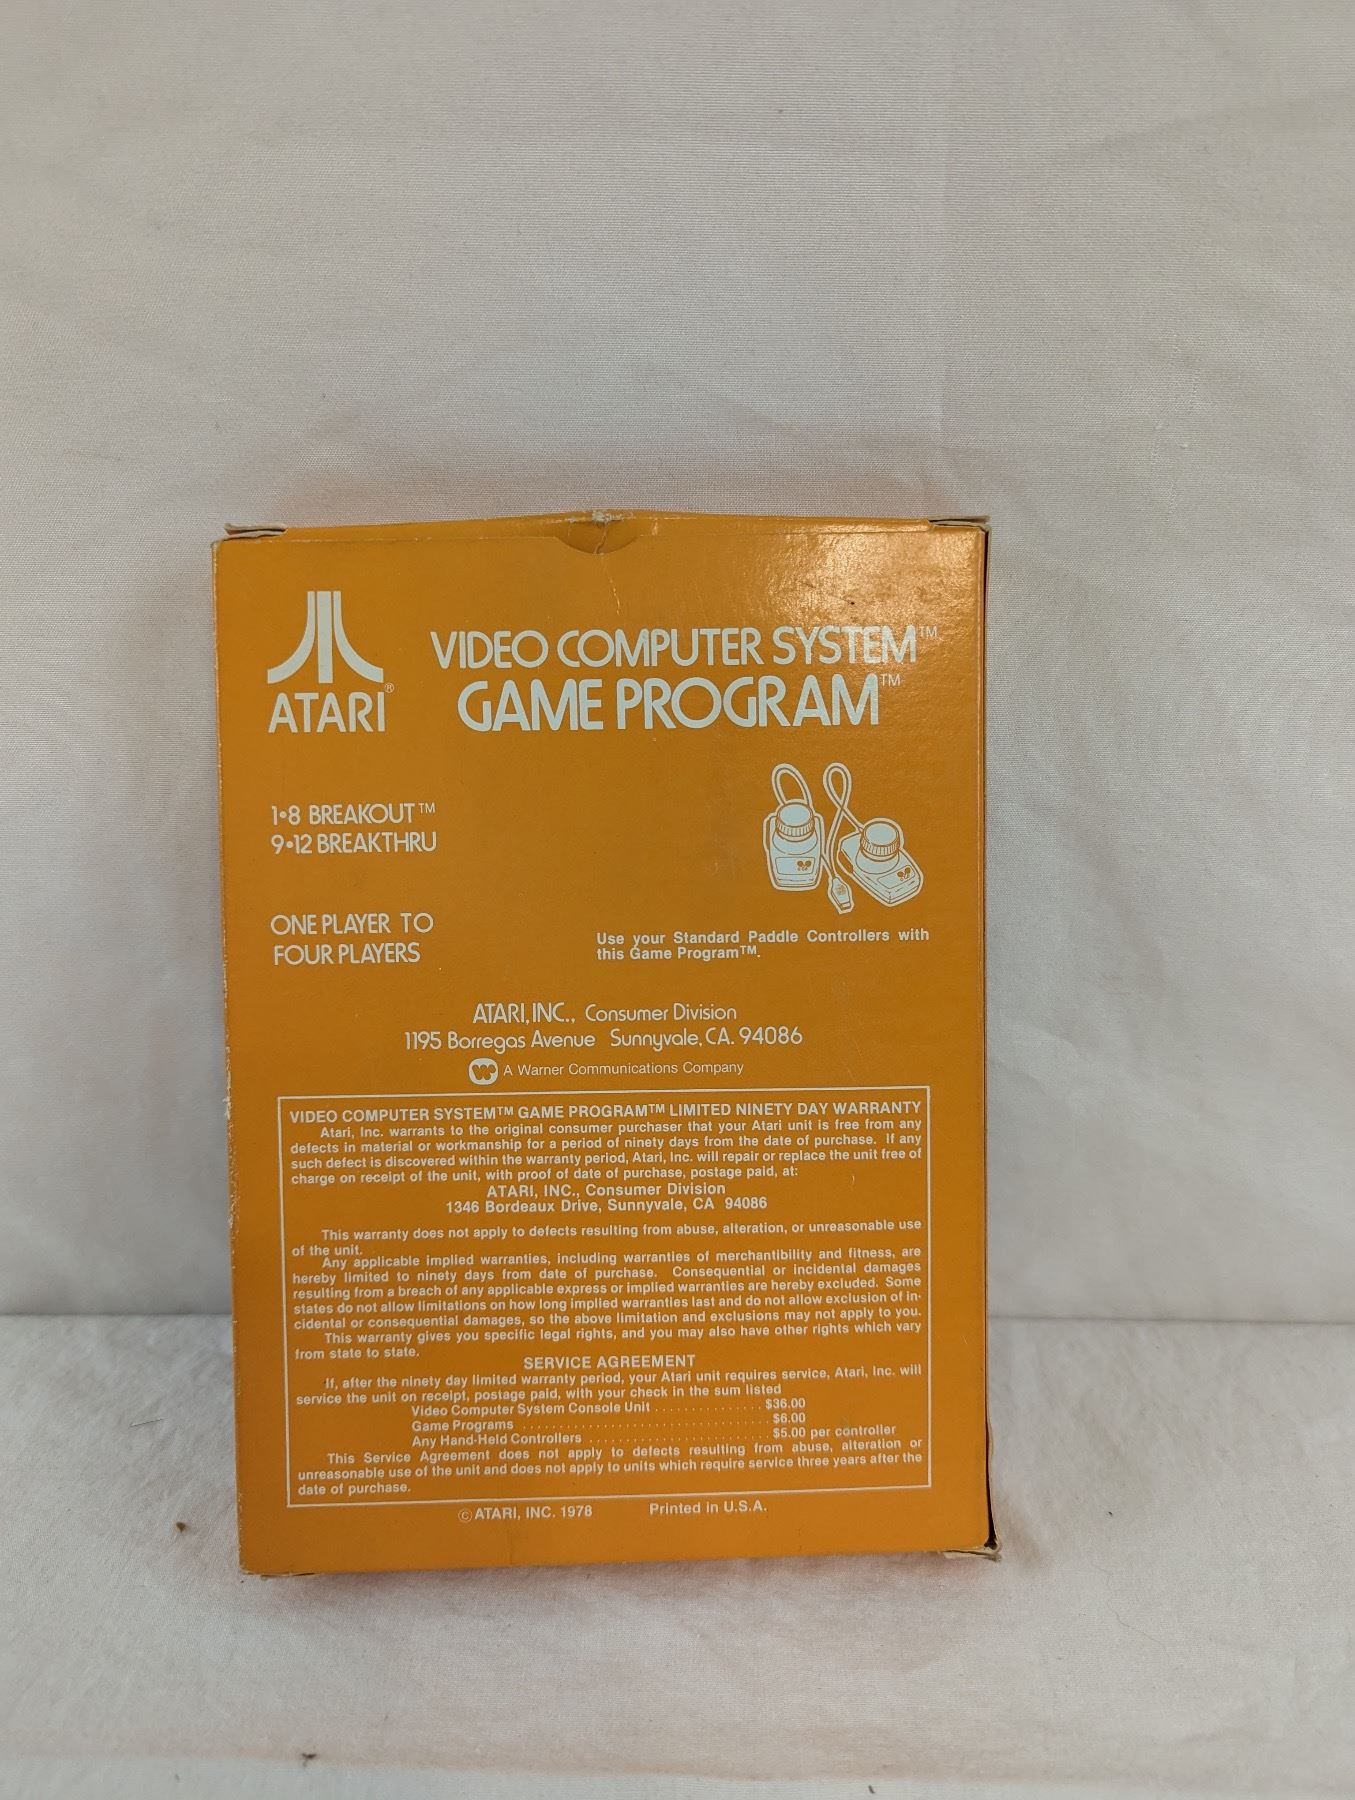 ATARI®
VIDEO COMPUTER SYSTEM™
GAME PROGRAM™
1•8 BREAKOUT™
9•12 BREAKTHRU
ONE PLAYER TO
FOUR PLAYERS
Use your Standard Paddle Controllers with
this Game Program™.
ATARI, INC., Consumer Division
1195 Borregas Avenue Sunnyvale, CA. 94086
A Warner Communications Company
VIDEO COMPUTER SYSTEM™ GAME PROGRAM™ LIMITED NINETY DAY WARRANTY
Atari, Inc. warrants to the original consumer purchaser that your Atari unit is free from any
defects in material or workmanship for a period of ninety days from the date of purchase. If any
such defect is discovered within the warranty period, Atari, Inc. will repair or replace the unit free of
charge on receipt of the unit, with proof of date of purchase, postage paid, at:
ATARI, INC., Consumer Division
1346 Bordeaux Drive, Sunnyvale, CA 94086
This warranty does not apply to defects resulting from abuse, alteration, or unreasonable use
of the unit.
Any applicable implied warranties, including warranties of merchantibility and fitness, are
hereby limited to ninety days from date of purchase. Consequential or incidental damages
resulting from a breach of any applicable express or implied warranties are hereby excluded. Some
states do not allow limitations on how long implied warranties last and do not allow exclusion of in-
cidental or consequential damages, so the above limitation and exclusions may not apply to you.
This warranty gives you specific legal rights, and you may also have other rights which vary
from state to state.
SERVICE AGREEMENT
If, after the ninety day limited warranty period, your Atari unit requires service, Atari, Inc. will
service the unit on receipt, postage paid, with your check in the sum listed
Video Computer System Console Unit . . . . . . . . . . . . . . $36.00
Game Programs . . . . . . . . . . . . . . . . . . . . . . . . . . . . . . $6.00
Any Hand-Held Controllers . . . . . . . . . . . . . . . . . . . . . . $5.00 per controller
This Service Agreement does not apply to defects resulting from abuse, alteration or
unreasonable use of the unit and does not apply to units which require service three years after the
date of purchase.
© ATARI, INC. 1978 Printed in U.S.A.